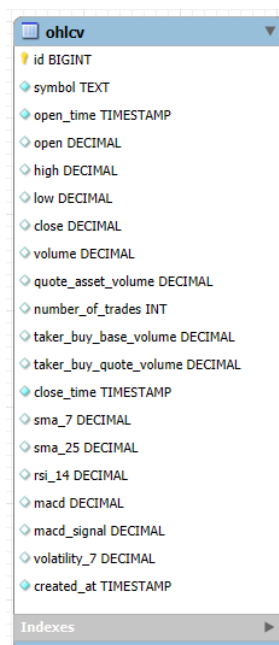 ohlcv
id BIGINT
symbol TEXT
open_time TIMESTAMP
open DECIMAL
high DECIMAL
low DECIMAL
close DECIMAL
volume DECIMAL
quote_asset_volume DECIMAL
number_of_trades INT
taker_buy_base_volume DECIMAL
taker_buy_quote_volume DECIMAL
close_time TIMESTAMP
sma_7 DECIMAL
sma_25 DECIMAL
rsi_14 DECIMAL
macd DECIMAL
macd_signal DECIMAL
volatility_7 DECIMAL
created_at TIMESTAMP
Indexes